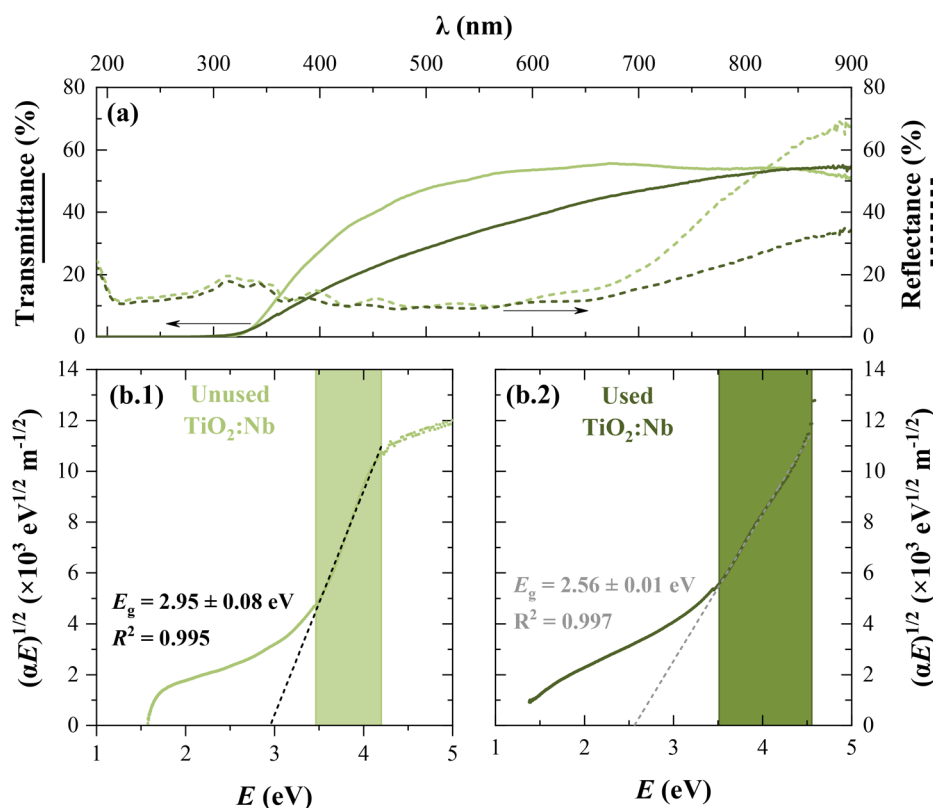 λ (nm)
200 300 400 500 600 700 800 900
80 80
(a)
60 60
40 40
20 20
0 0
Transmittance (%)
Reflectance (%)
14 14
(b.1) Unused
TiO₂:Nb
(b.2) Used
TiO₂:Nb
12 12
10 10
8 8
6 6
4 4
2 2
0 0
E_g = 2.95 ± 0.08 eV
R² = 0.995
E_g = 2.56 ± 0.01 eV
R² = 0.997
(αE)^1/2 (×10³ eV^1/2 m^-1/2)
(αE)^1/2 (×10³ eV^1/2 m^-1/2)
1 2 3 4 5 1 2 3 4 5
E (eV) E (eV)